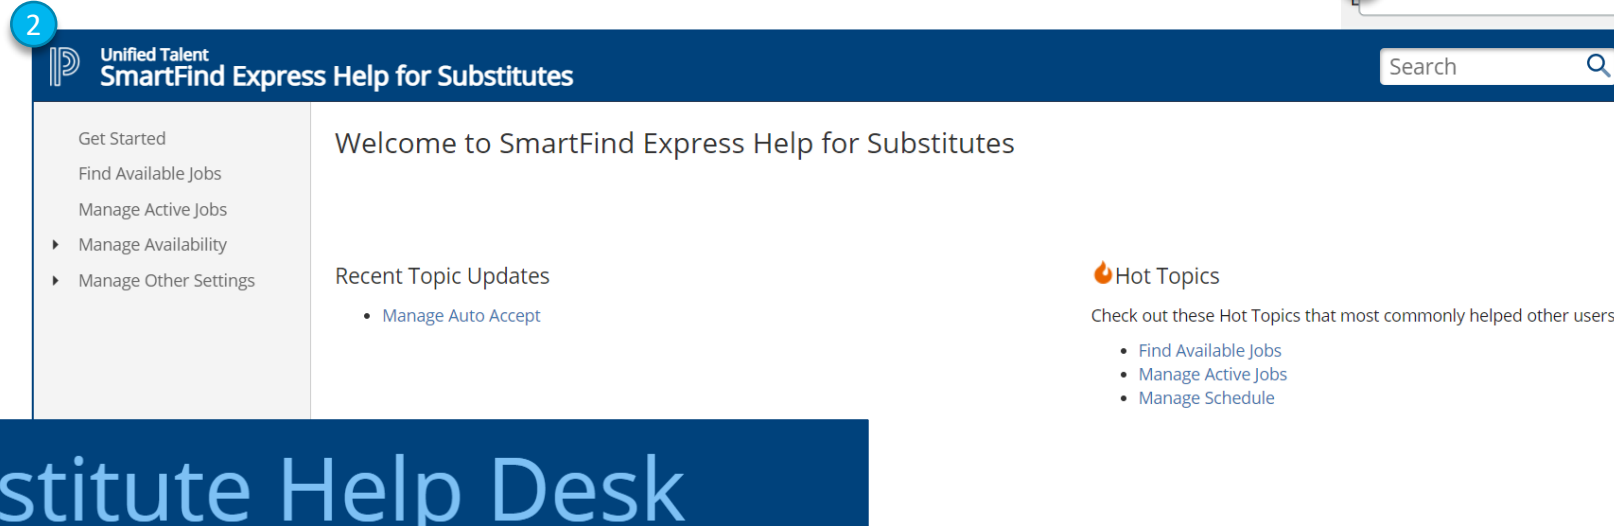 2
Unified Talent
SmartFind Express Help for Substitutes
Search
Get Started
Find Available Jobs
Manage Active Jobs
Manage Availability
Manage Other Settings
Welcome to SmartFind Express Help for Substitutes
Recent Topic Updates
Manage Auto Accept
Hot Topics
Check out these Hot Topics that most commonly helped other users
Find Available Jobs
Manage Active Jobs
Manage Schedule
stitute Help Desk